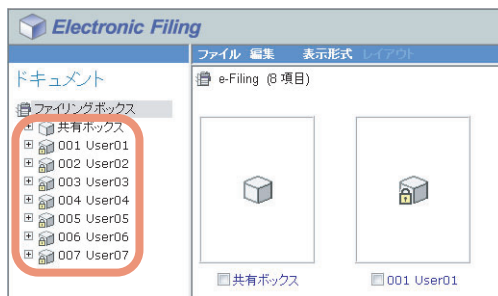 Electronic Filing
ファイル 編集 表示形式 レイアウト
ドキュメント
e-Filing (8 項目)
ファイリングボックス
共有ボックス
001 User01
002 User02
003 User03
004 User04
005 User05
006 User06
007 User07
共有ボックス
001 User01